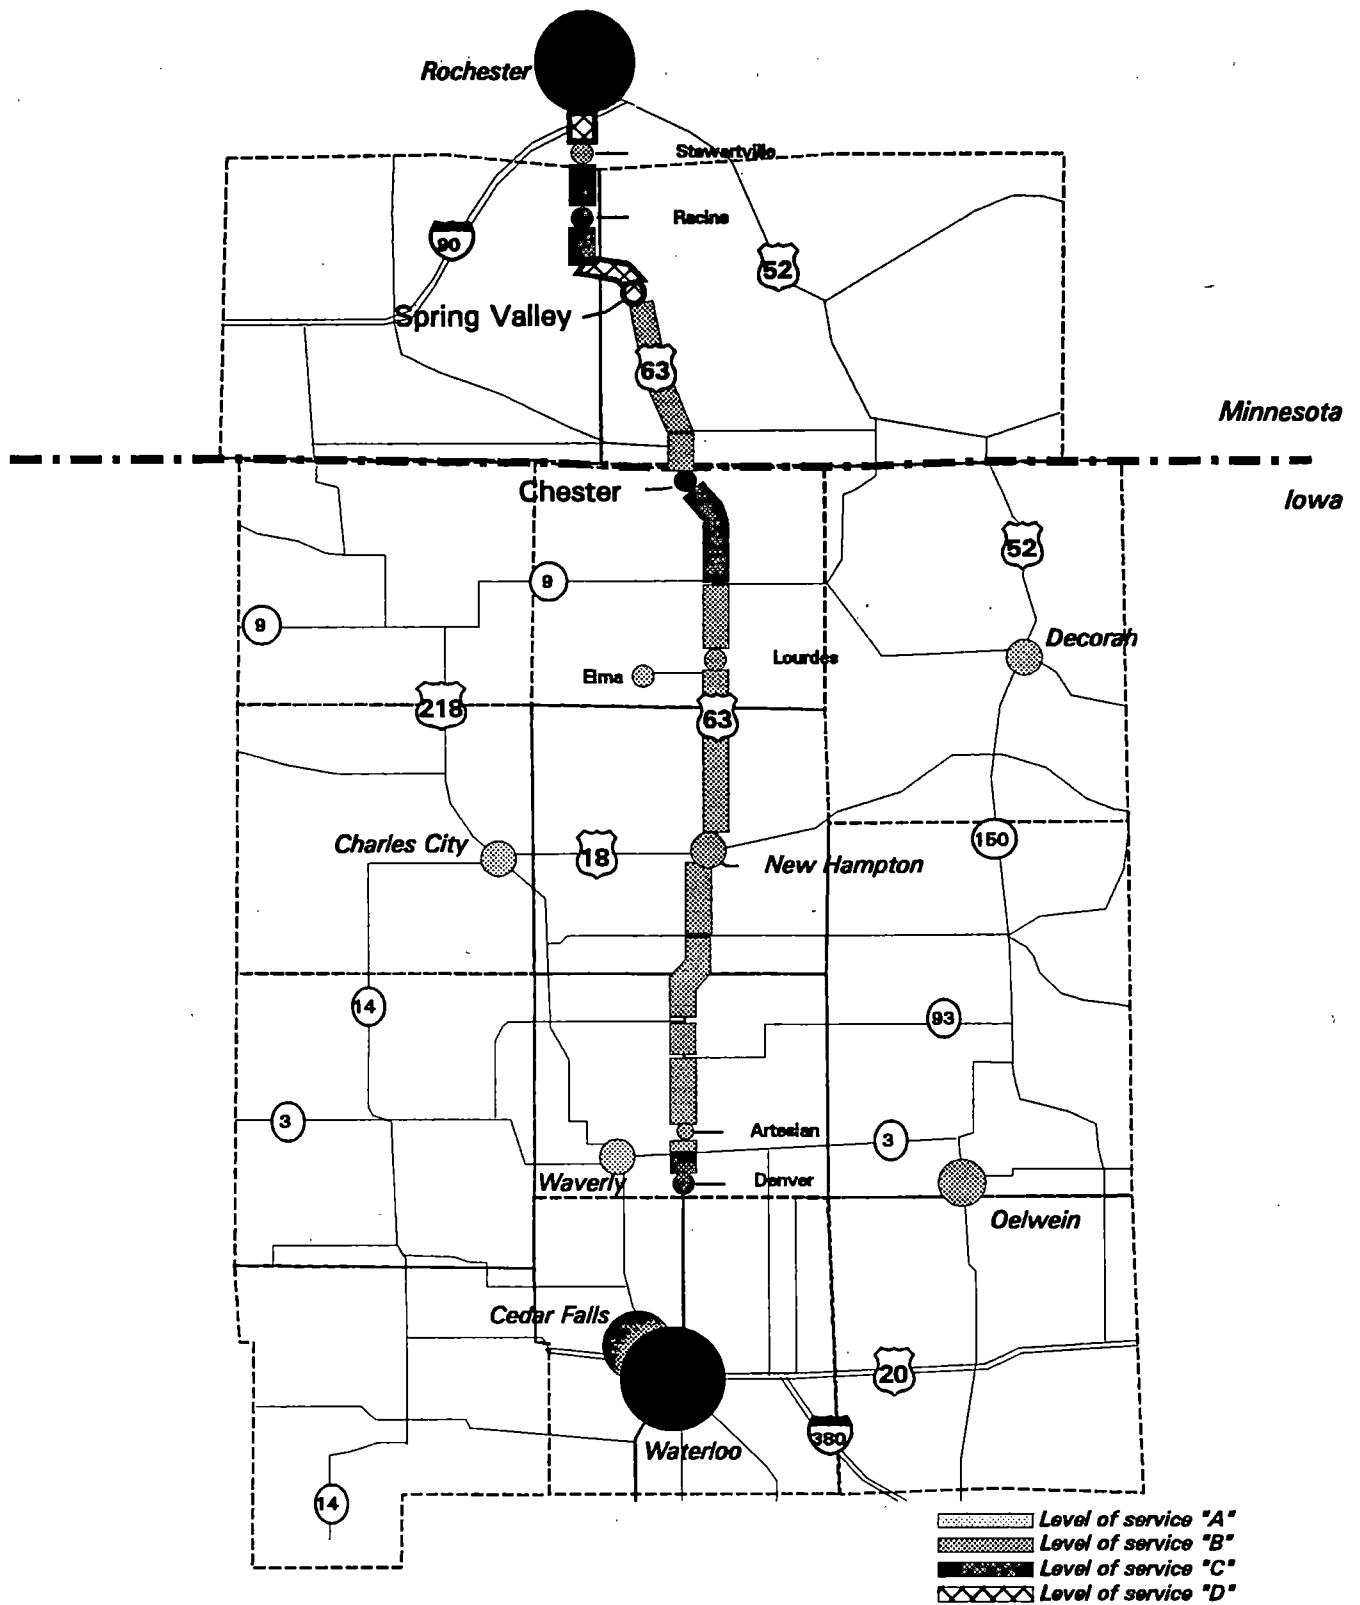 Rochester
Stewartville
Racine
90
52
Spring Valley
63
Minnesota
Chester
Iowa
52
9
9
Decorah
Lourdes
Elma
218
63
150
Charles City
18
New Hampton
14
93
3
Artesian
3
Waverly
Denver
Oelwein
Cedar Falls
20
380
Waterloo
14
Level of service "A"
Level of service "B"
Level of service "C"
Level of service "D"